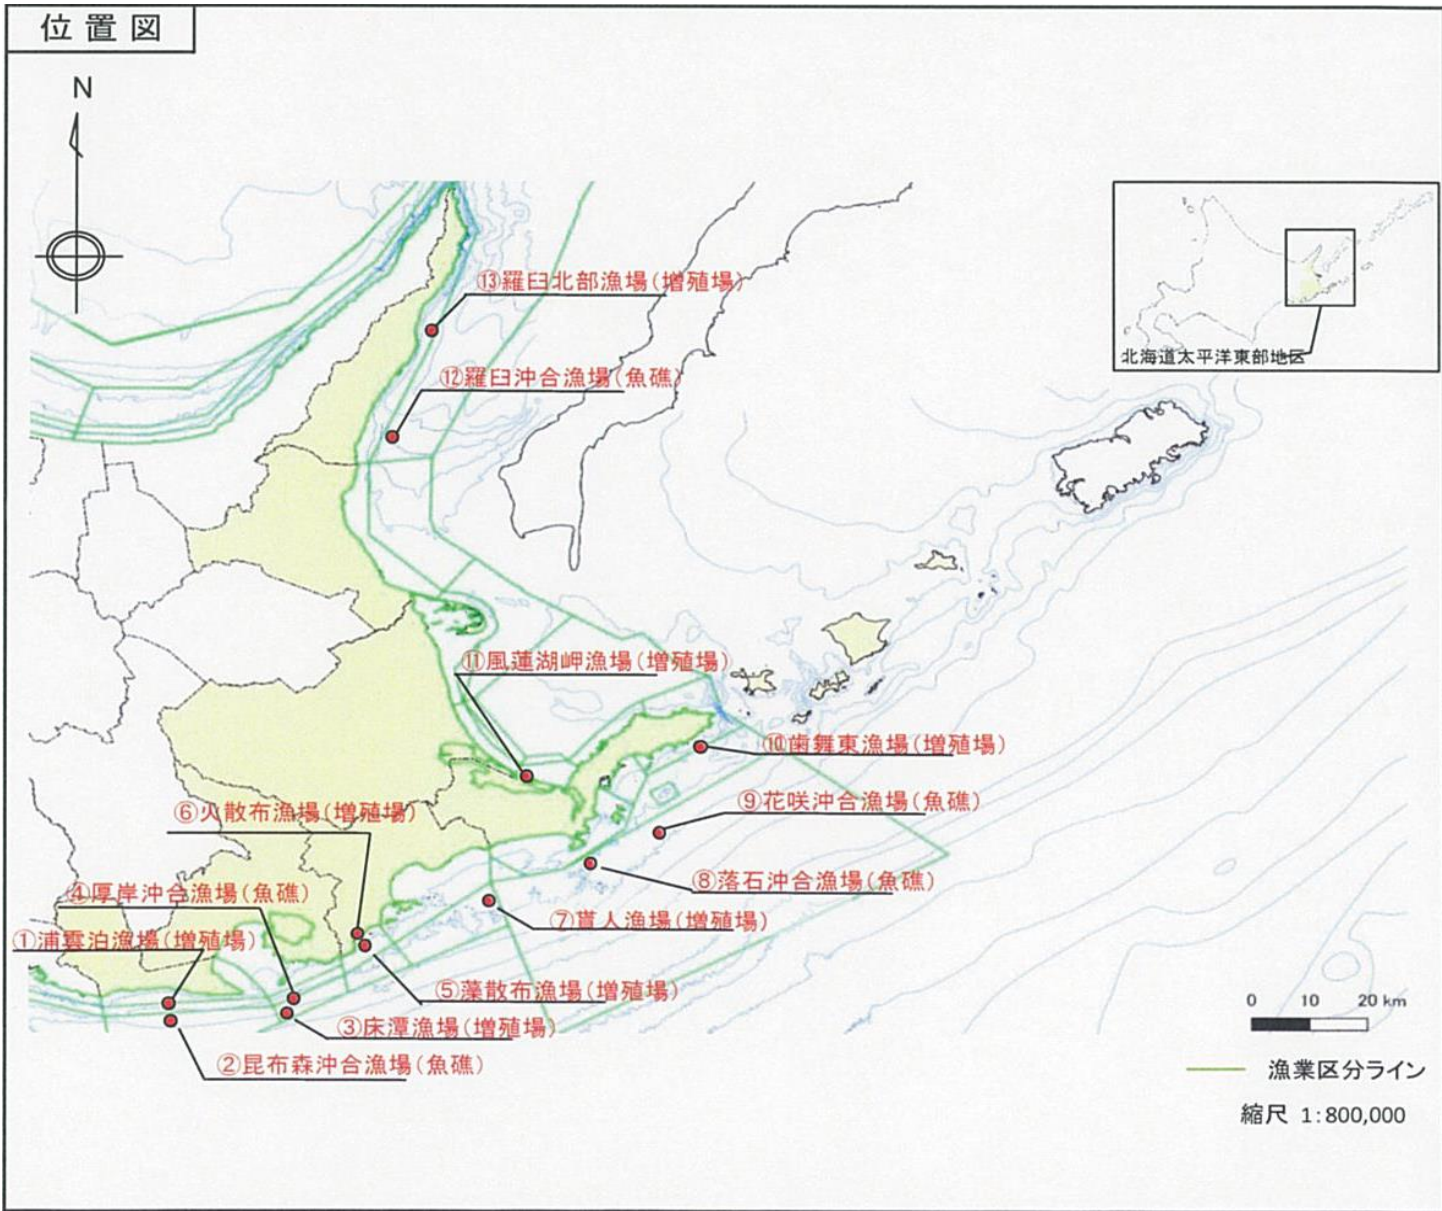 位置図
N
⑬羅臼北部漁場(増殖場)
北海道太平洋東部地区
⑫羅臼沖合漁場(魚礁)
⑪風蓮湖岬漁場(増殖場)
⑩歯舞東漁場(増殖場)
⑨花咲沖合漁場(魚礁)
⑥火散布漁場(増殖場)
⑧落石沖合漁場(魚礁)
④厚岸沖合漁場(魚礁)
⑦貰人漁場(増殖場)
①浦雲泊漁場(増殖場)
⑤藻散布漁場(増殖場)
③床潭漁場(増殖場)
②昆布森沖合漁場(魚礁)
0 10 20 km
漁業区分ライン
縮尺 1:800,000